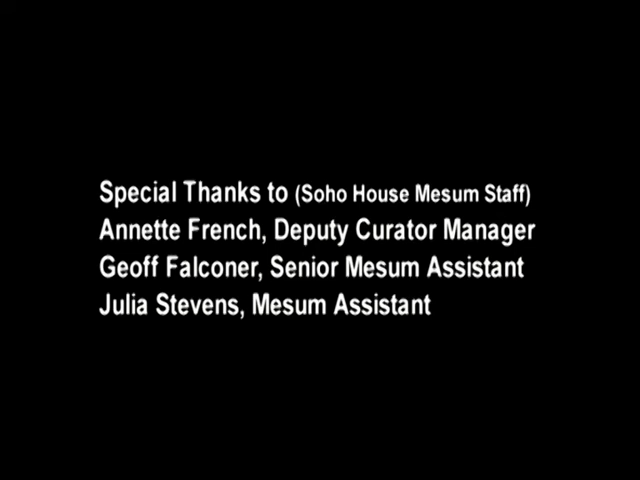 Special Thanks to (Soho House Mesum Staff)
Annette French, Deputy Curator Manager
Geoff Falconer, Senior Mesum Assistant
Julia Stevens, Mesum Assistant